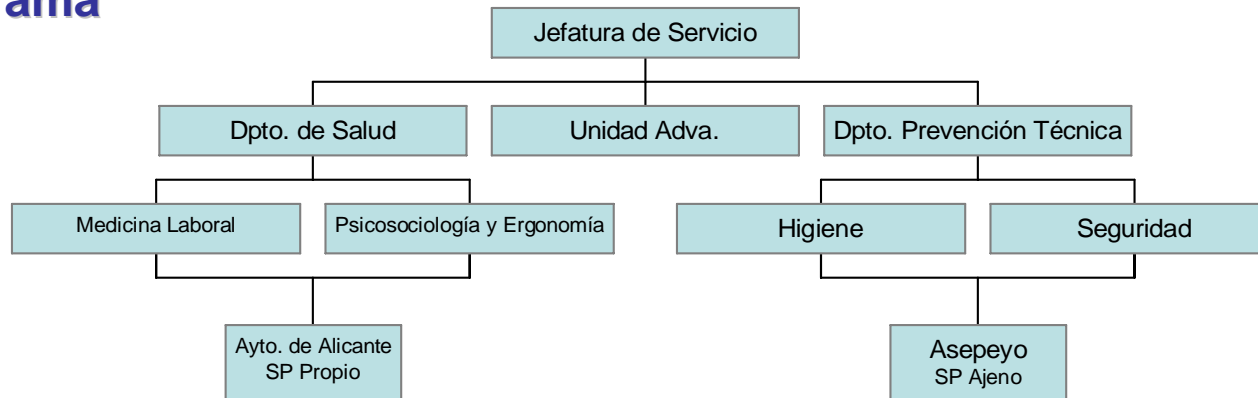 ama
Jefatura de Servicio
Dpto. de Salud
Unidad Adva.
Dpto. Prevención Técnica
Medicina Laboral
Psicosociología y Ergonomía
Higiene
Seguridad
Ayto. de Alicante
SP Propio
Asepeyo
SP Ajeno